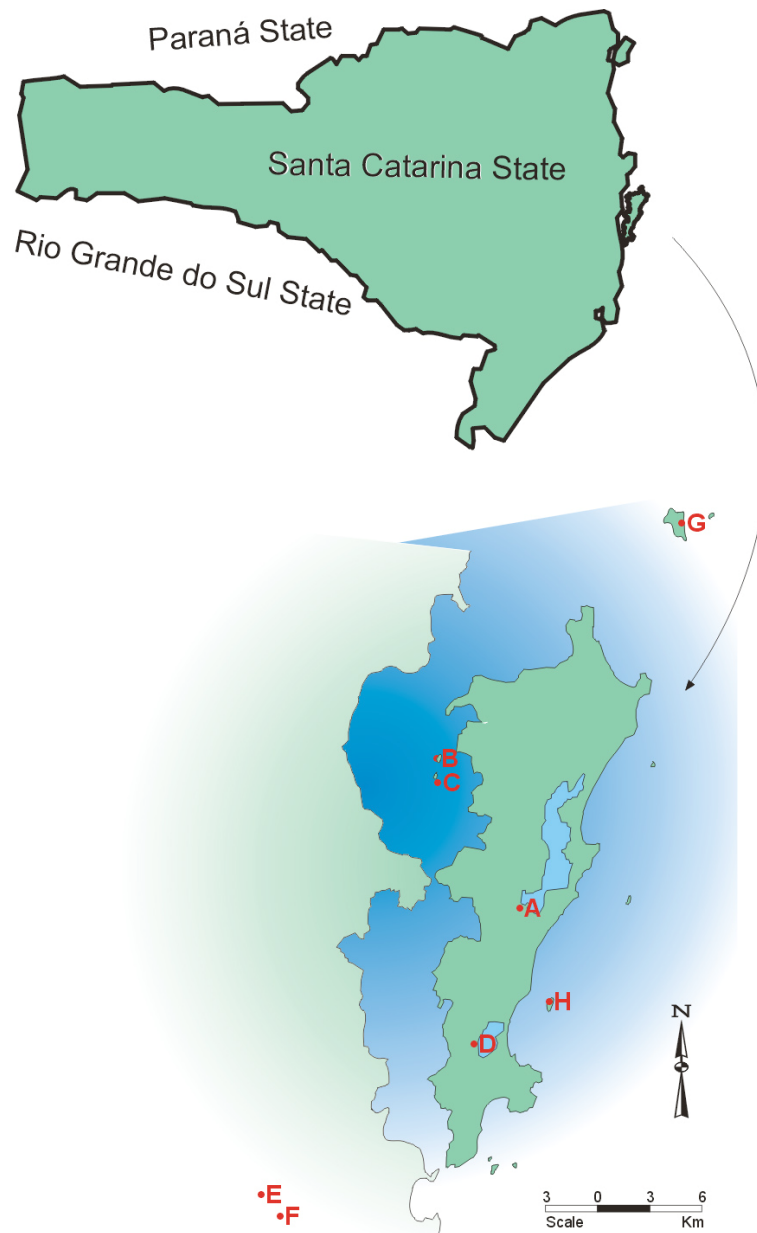 Paraná State
Santa Catarina State
Rio Grande do Sul State
G
B
C
A
H
N
D
E
F
3 0 3 6
Scale Km